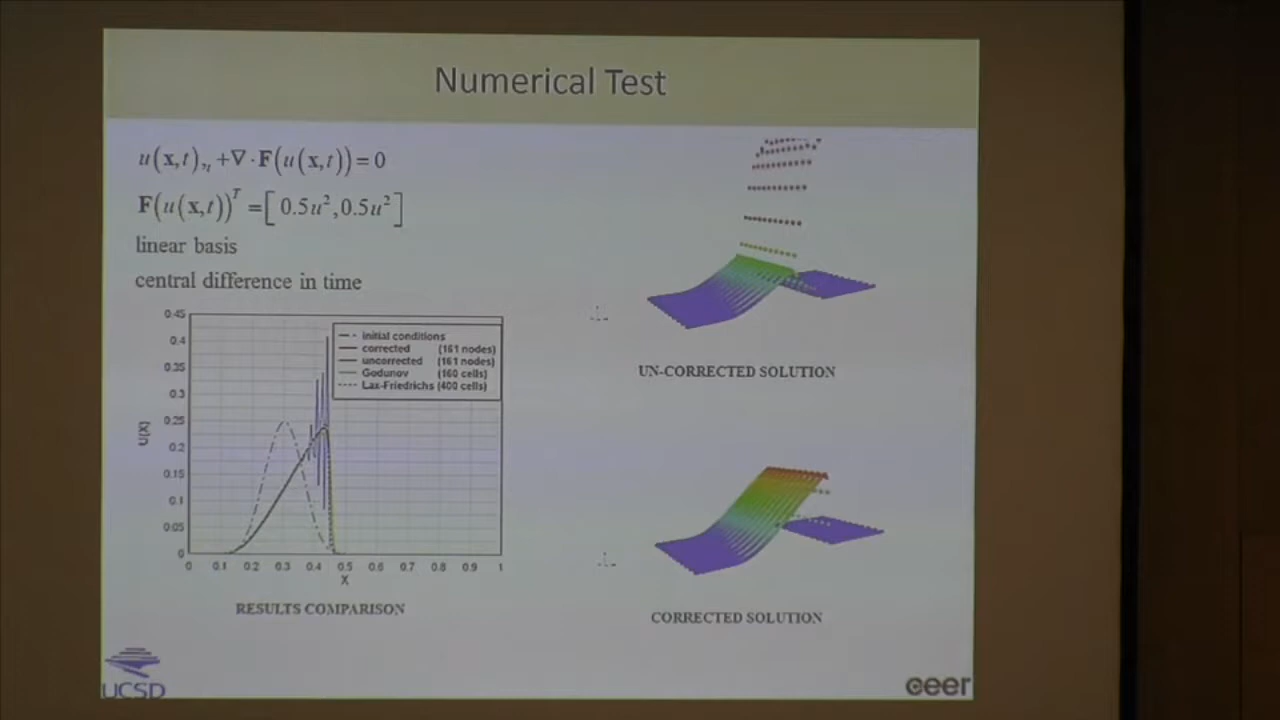 Numerical Test
u(x,t),t +∇·F(u(x,t))=0
F(u(x,t))^T =[ 0.5u²,0.5u² ]
linear basis
central difference in time
0.45
0.4
0.35
0.3
0.25
0.2
0.15
0.1
0.05
0
U(X)
initial conditions
corrected (161 nodes)
uncorrected (161 nodes)
Godunov (160 cells)
Lax-Friedrichs (400 cells)
0 0.1 0.2 0.3 0.4 0.5 0.6 0.7 0.8 0.9 1
X
RESULTS COMPARISON
UN-CORRECTED SOLUTION
CORRECTED SOLUTION
UCSD
ceer